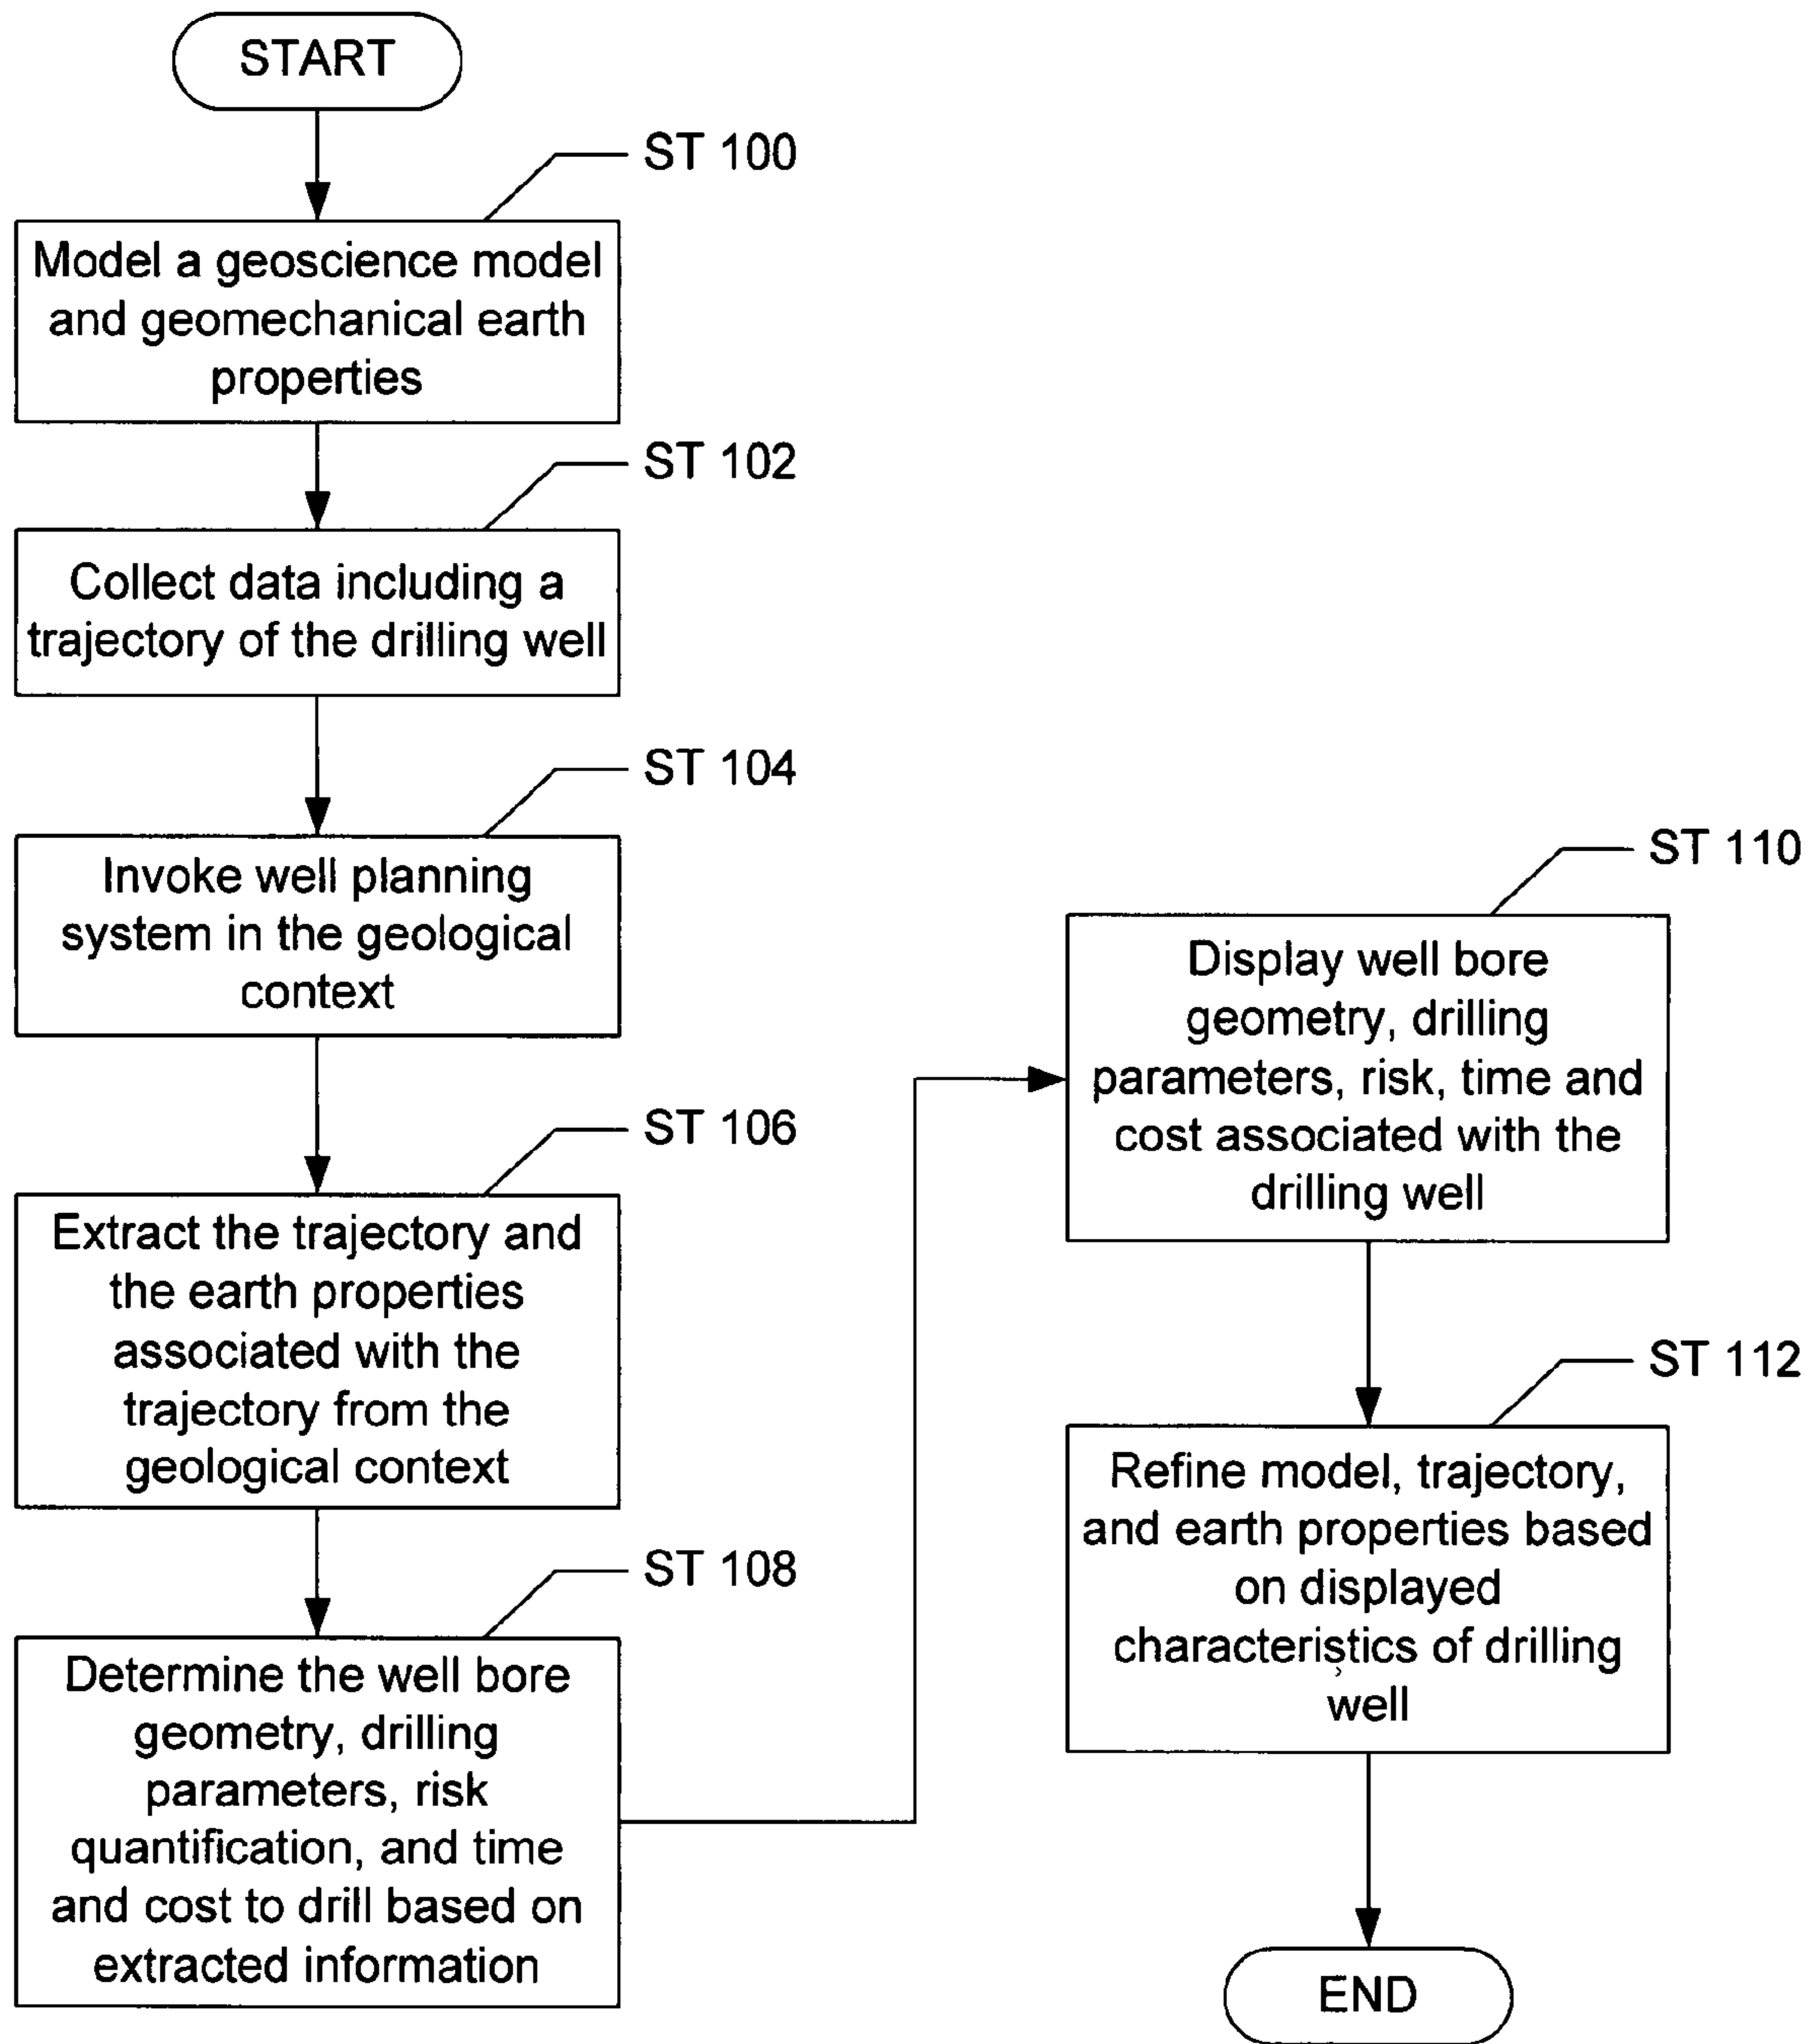 START
ST 100
Model a geoscience model
and geomechanical earth
properties
ST 102
Collect data including a
trajectory of the drilling well
ST 104
Invoke well planning
system in the geological
context
ST 106
Extract the trajectory and
the earth properties
associated with the
trajectory from the
geological context
ST 108
Determine the well bore
geometry, drilling
parameters, risk
quantification, and time
and cost to drill based on
extracted information
ST 110
Display well bore
geometry, drilling
parameters, risk, time and
cost associated with the
drilling well
ST 112
Refine model, trajectory,
and earth properties based
on displayed
characteristics of drilling
well
END